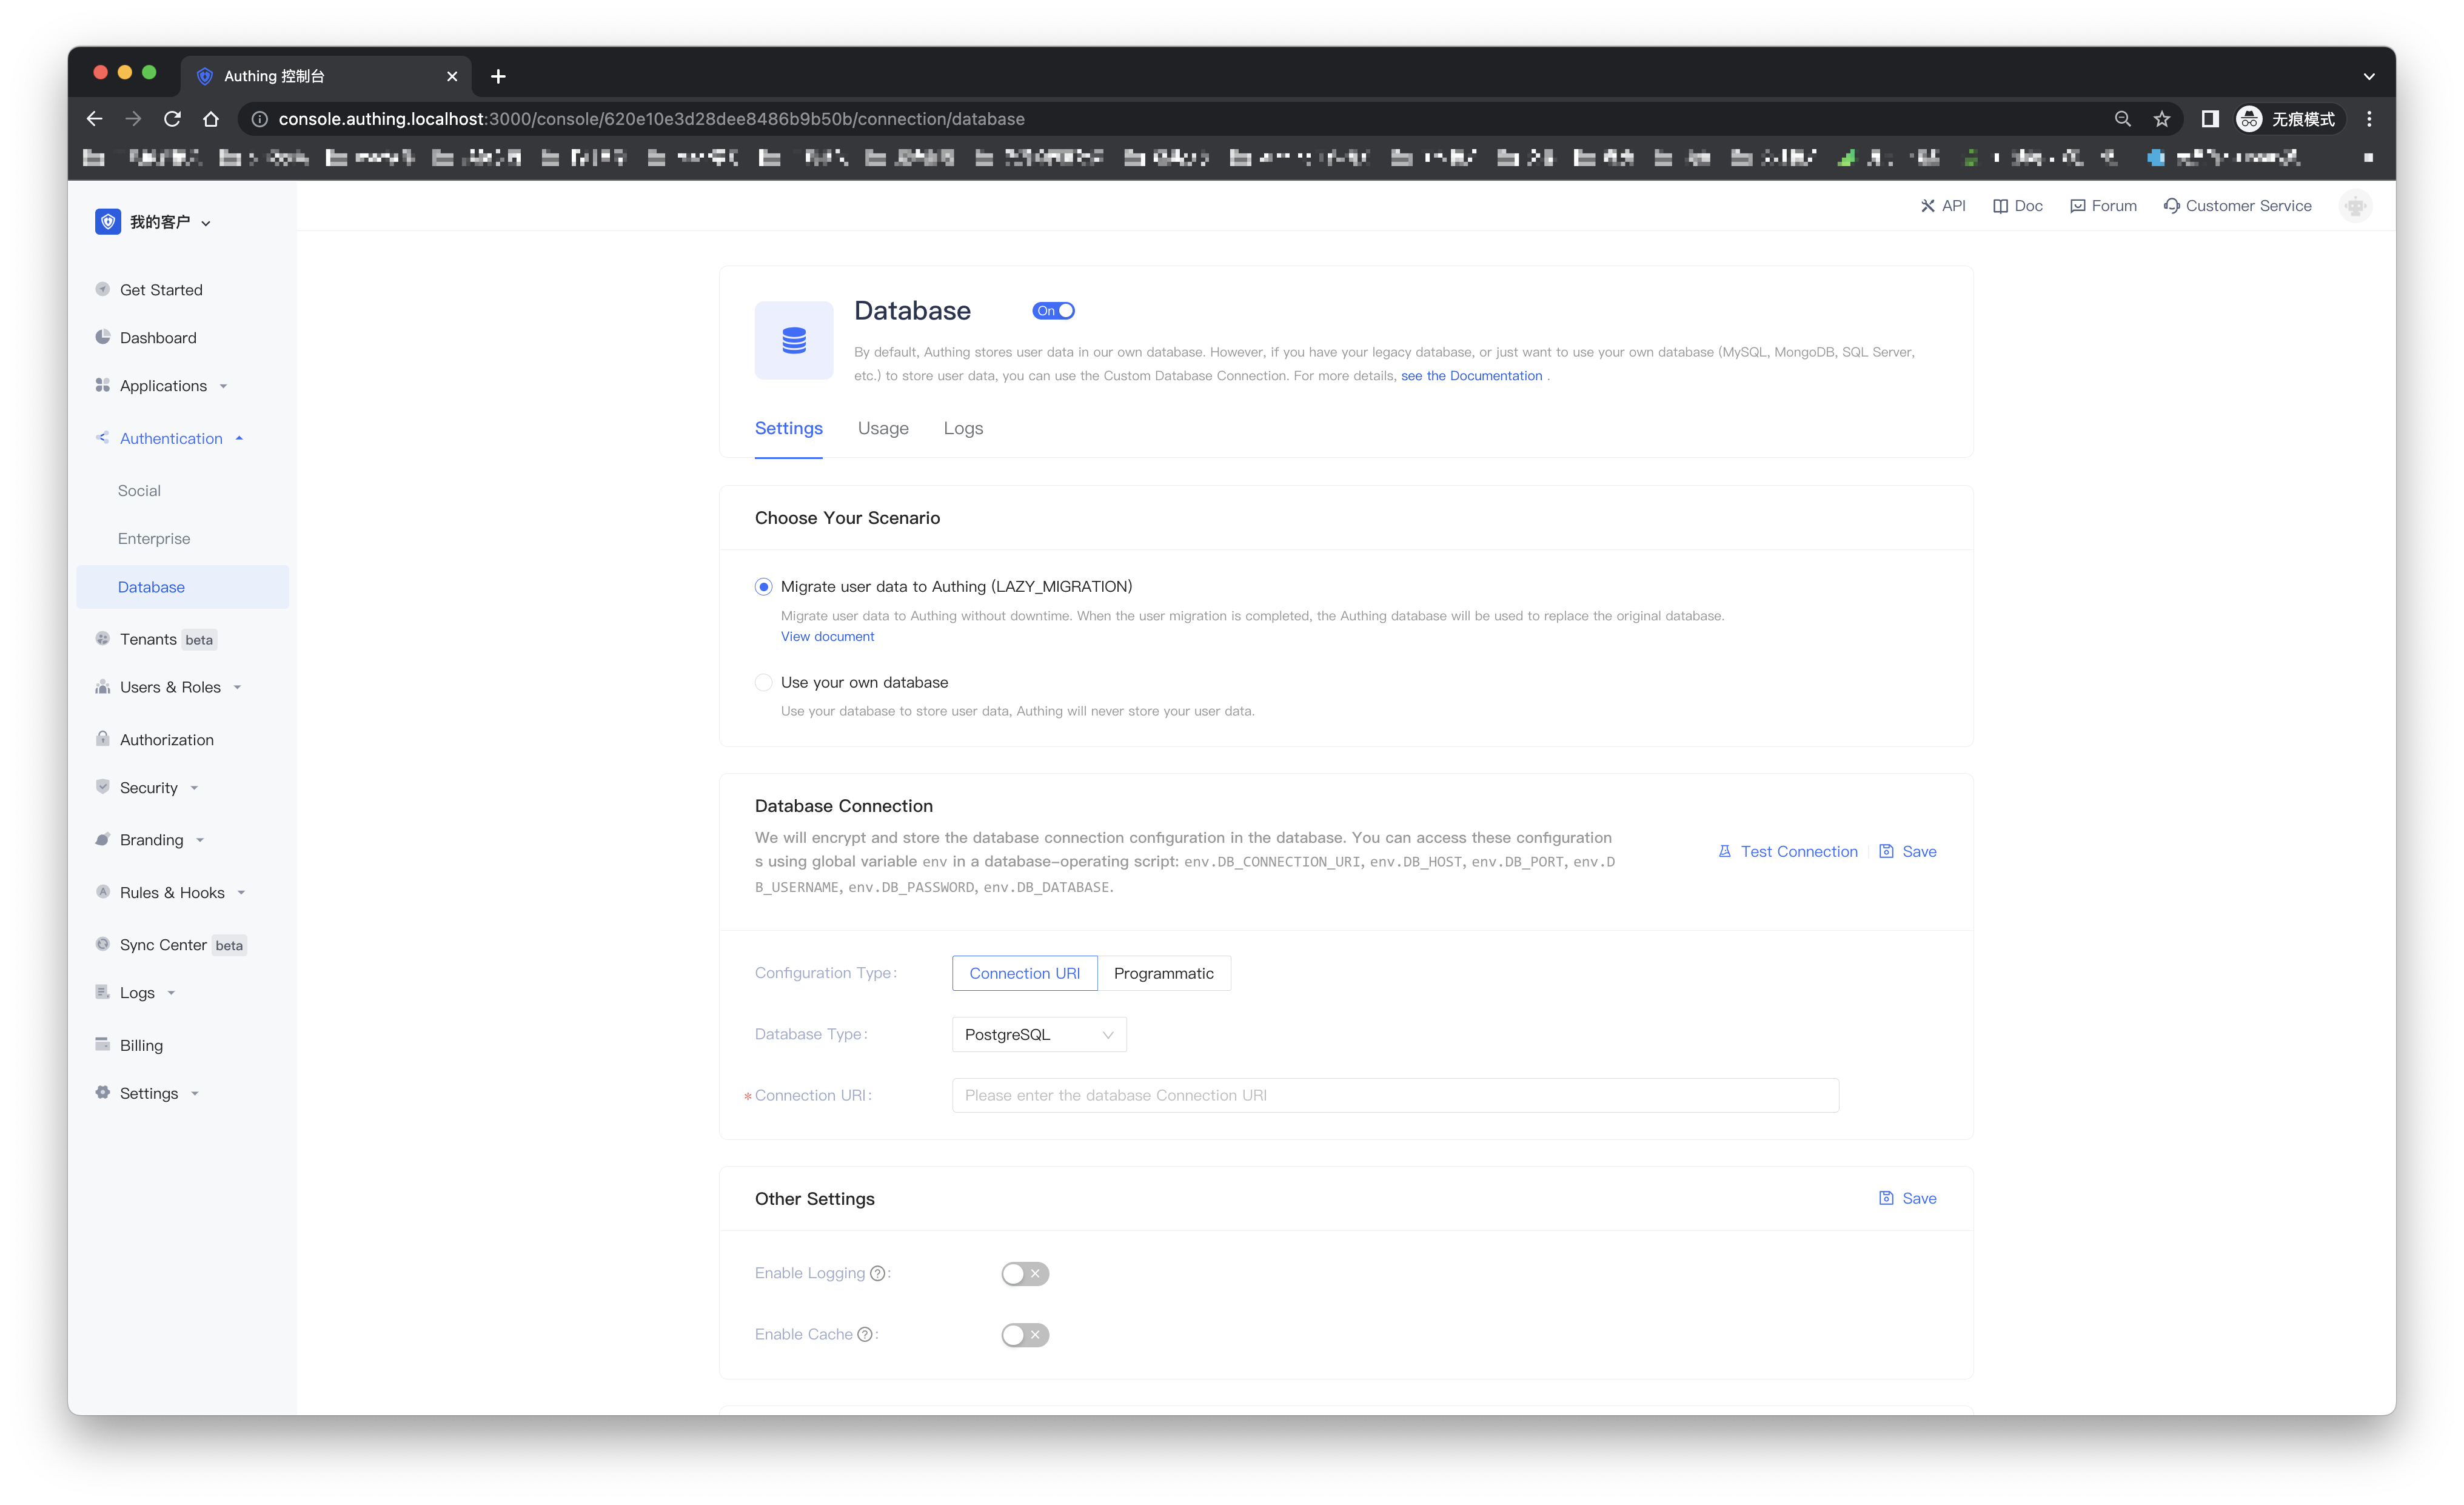 Authing 控制台
console.authing.localhost:3000/console/620e10e3d28dee8486b9b50b/connection/database
无痕模式
我的客户
API
Doc
Forum
Customer Service
Get Started
Dashboard
Applications
Authentication
Social
Enterprise
Database
Tenants beta
Users & Roles
Authorization
Security
Branding
Rules & Hooks
Sync Center beta
Logs
Billing
Settings
Database
On
By default, Authing stores user data in our own database. However, if you have your legacy database, or just want to use your own database (MySQL, MongoDB, SQL Server,
etc.) to store user data, you can use the Custom Database Connection. For more details, see the Documentation .
Settings
Usage
Logs
Choose Your Scenario
Migrate user data to Authing (LAZY_MIGRATION)
Migrate user data to Authing without downtime. When the user migration is completed, the Authing database will be used to replace the original database.
View document
Use your own database
Use your database to store user data, Authing will never store your user data.
Database Connection
We will encrypt and store the database connection configuration in the database. You can access these configuration
s using global variable env in a database-operating script: env.DB_CONNECTION_URI, env.DB_HOST, env.DB_PORT, env.D
B_USERNAME, env.DB_PASSWORD, env.DB_DATABASE.
Test Connection
Save
Configuration Type:
Connection URI
Programmatic
Database Type:
PostgreSQL
* Connection URI:
Please enter the database Connection URI
Other Settings
Save
Enable Logging ?:
Enable Cache ?: